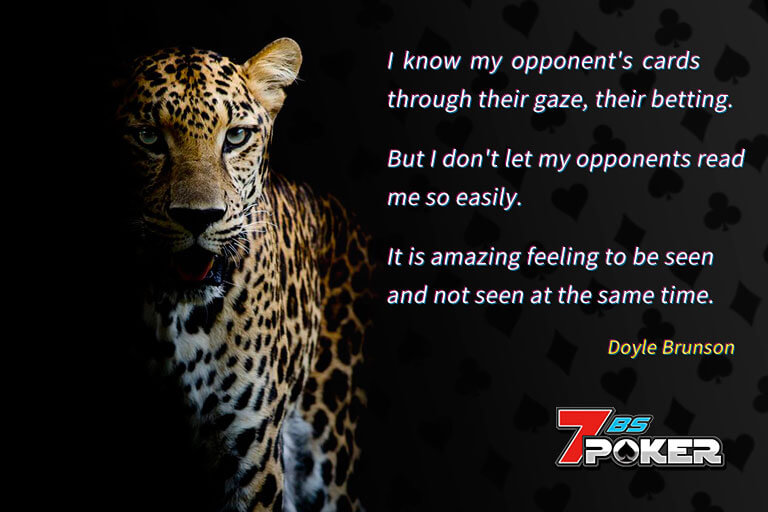 I know my opponent's cards
through their gaze, their betting.
But I don't let my opponents read
me so easily.
It is amazing feeling to be seen
and not seen at the same time.
Doyle Brunson
7BS
POKER